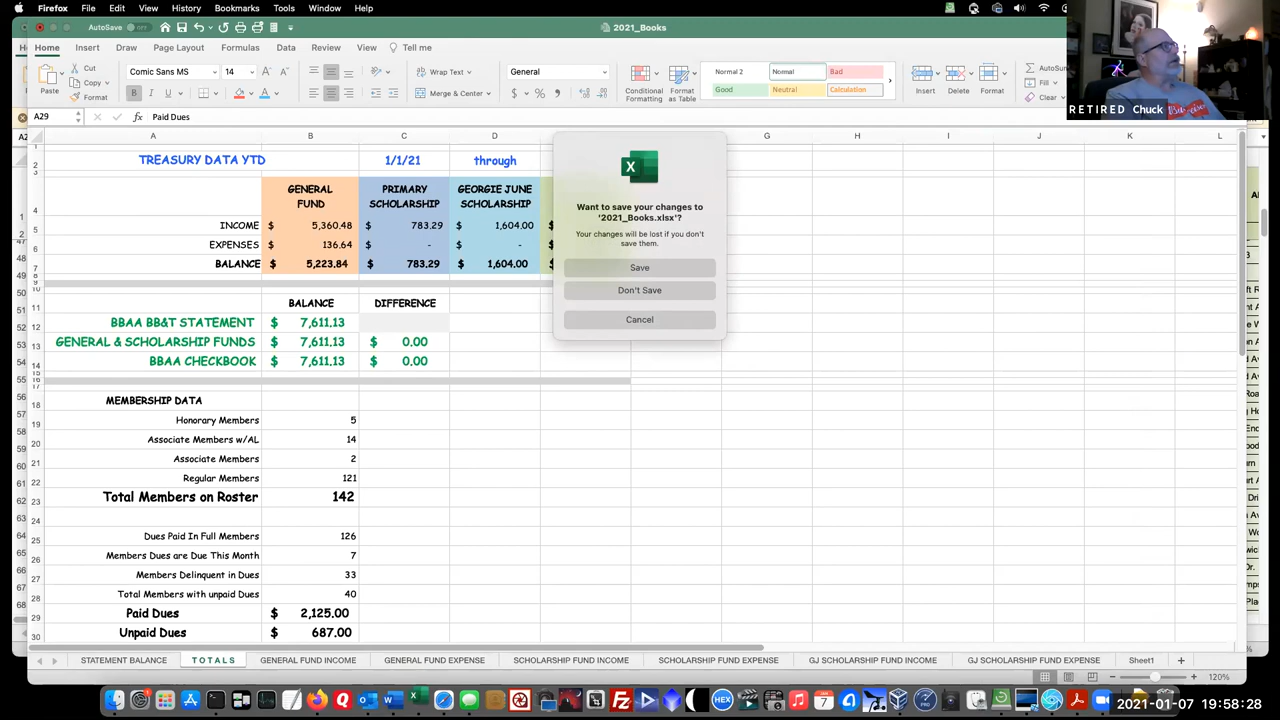 Firefox File Edit View History Bookmarks Tools Window Help
AutoSave OFF 2021_Books
Home Insert Draw Page Layout Formulas Data Review View Tell me
Cut Comic Sans MS 14 Wrap Text General Normal 2 Normal Bad AutoSum
Copy Fill
Paste Format B I U Merge & Center $ % Conditional Formatting Format as Table Good Neutral Calculation Insert Delete Format Clear
RETIRED Chuck
A29 fx Paid Dues
A B C D G H I J K L
TREASURY DATA YTD 1/1/21 through
GENERAL FUND PRIMARY SCHOLARSHIP GEORGIE JUNE SCHOLARSHIP
INCOME $ 5,360.48 $ 783.29 $ 1,604.00 $
EXPENSES $ 136.64 $ - $ - $
BALANCE $ 5,223.84 $ 783.29 $ 1,604.00 $
BALANCE DIFFERENCE
BBAA BB&T STATEMENT $ 7,611.13
GENERAL & SCHOLARSHIP FUNDS $ 7,611.13 $ 0.00
BBAA CHECKBOOK $ 7,611.13 $ 0.00
MEMBERSHIP DATA
Honorary Members 5
Associate Members w/AL 14
Associate Members 2
Regular Members 121
Total Members on Roster 142
Dues Paid In Full Members 126
Members Dues are Due This Month 7
Members Delinquent in Dues 33
Total Members with unpaid Dues 40
Paid Dues $ 2,125.00
Unpaid Dues $ 687.00
Want to save your changes to
'2021_Books.xlsx'?
Your changes will be lost if you don't
save them.
Save
Don't Save
Cancel
STATEMENT BALANCE TOTALS GENERAL FUND INCOME GENERAL FUND EXPENSE SCHOLARSHIP FUND INCOME SCHOLARSHIP FUND EXPENSE GJ SCHOLARSHIP FUND INCOME GJ SCHOLARSHIP FUND EXPENSE Sheet1 +
120%
2021-01-07 19:58:28